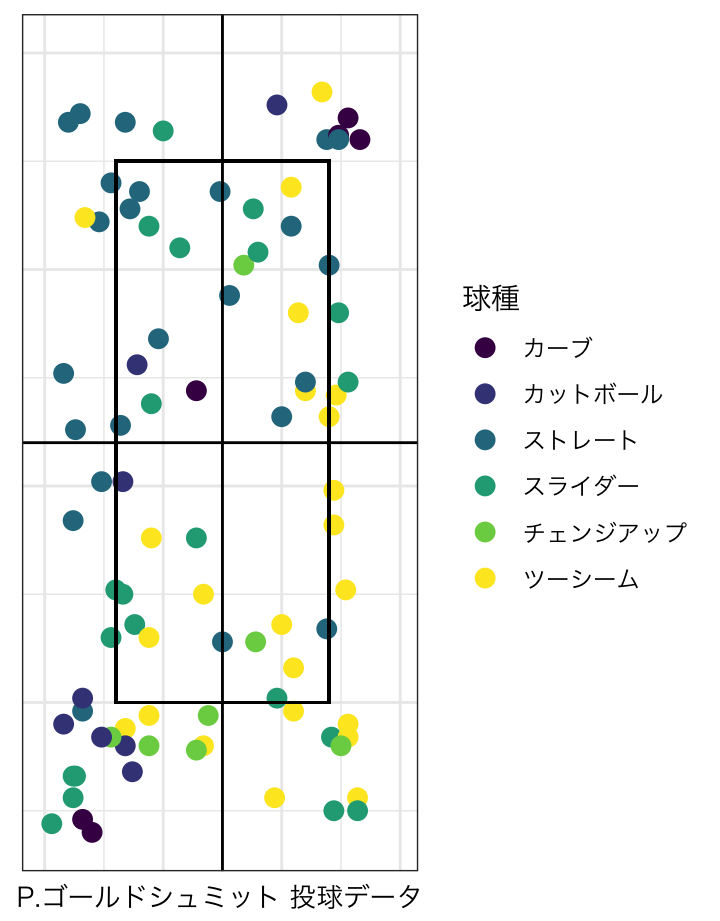 球種
カーブ
カットボール
ストレート
スライダー
チェンジアップ
ツーシーム
P.ゴールドシュミット 投球データ